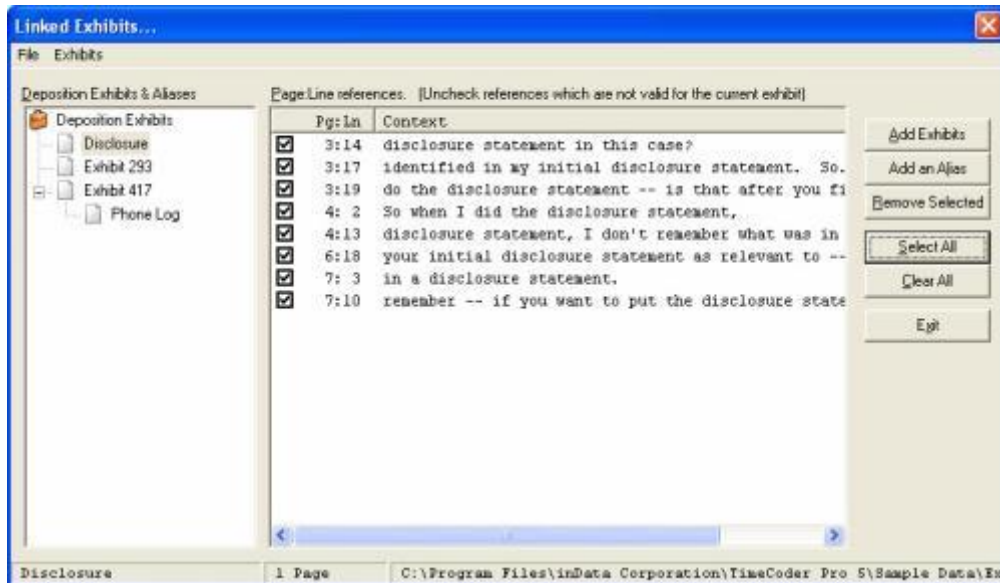 Linked Exhibits...
File Exhibits
Deposition Exhibits & Aliases
Deposition Exhibits
Disclosure
Exhibit 293
Exhibit 417
Phone Log
Page:Line references. [Uncheck references which are not valid for the current exhibit]
Pg:Ln Context
3:14 disclosure statement in this case?
3:17 identified in my initial disclosure statement. So.
3:19 do the disclosure statement -- is that after you fi
4: 2 So when I did the disclosure statement,
4:13 disclosure statement, I don't remember what was in
6:18 your initial disclosure statement as relevant to --
7: 3 in a disclosure statement.
7:10 remember -- if you want to put the disclosure state
Add Exhibits
Add an Alias
Remove Selected
Select All
Clear All
Exit
Disclosure 1 Page C:\Program Files\inData Corporation\TimeCoder Pro 5\Sample Data\Ex